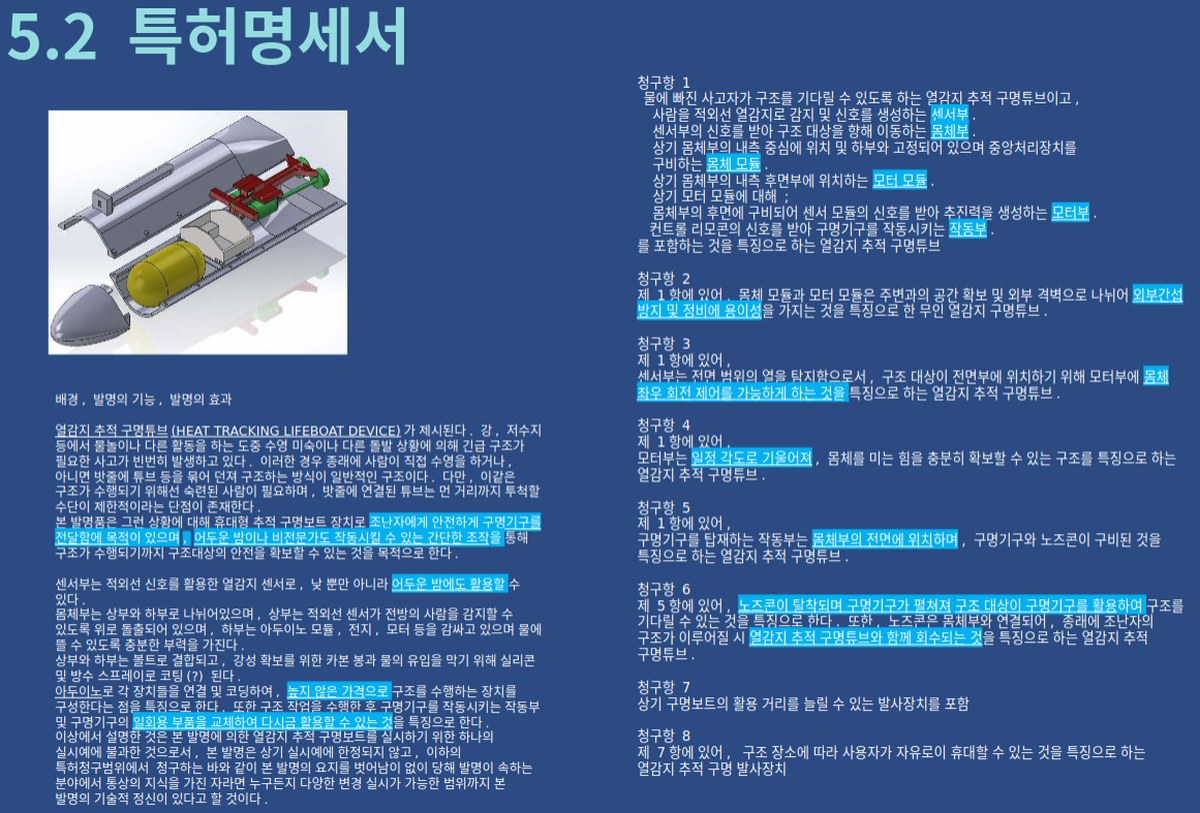 5.2 특허명세서
배경, 발명의 기능, 발명의 효과
열감지 추적 구명튜브 (HEAT TRACKING LIFEBOAT DEVICE) 가 제시된다. 강, 저수지
등에서 물놀이나 다른 활동을 하는 도중 수영 미숙이나 다른 돌발 상황에 의해 긴급 구조가
필요한 사고가 빈번히 발생하고 있다. 이러한 경우 종래에 사람이 직접 수영을 하거나,
아니면 밧줄에 튜브 등을 묶어 던져 구조하는 방식이 일반적인 구조이다. 다만, 이같은
구조가 수행되기 위해선 숙련된 사람이 필요하며, 밧줄에 연결된 튜브는 먼 거리까지 투척할
수단이 제한적이라는 단점이 존재한다.
본 발명품은 그런 상황에 대해 휴대형 추적 구명보트 장치로 조난자에게 안전하게 구명기구를
전달함에 목적이 있으며, 어두운 밤이나 비전문가도 작동시킬 수 있는 간단한 조작을 통해
구조가 수행되기까지 구조대상의 안전을 확보할 수 있는 것을 목적으로 한다.
센서부는 적외선 신호를 활용한 열감지 센서로, 낮 뿐만 아니라 어두운 밤에도 활용할 수
있다.
몸체부는 상부와 하부로 나뉘어있으며, 상부는 적외선 센서가 전방의 사람을 감지할 수
있도록 위로 돌출되어 있으며, 하부는 아두이노 모듈, 전지, 모터 등을 감싸고 있으며 물에
뜰 수 있도록 충분한 부력을 가진다.
상부와 하부는 볼트로 결합되고, 강성 확보를 위한 카본 봉과 물의 유입을 막기 위해 실리콘
및 방수 스프레이로 코팅(?) 된다.
아두이노로 각 장치들을 연결 및 코딩하여, 높지 않은 가격으로 구조를 수행하는 장치를
구성한다는 점을 특징으로 한다. 또한 구조 작업을 수행한 후 구명기구를 작동시키는 작동부
및 구명기구의 일회용 부품을 교체하여 다시금 활용할 수 있는 것을 특징으로 한다.
이상에서 설명한 것은 본 발명에 의한 열감지 추적 구명보트를 실시하기 위한 하나의
실시예에 불과한 것으로서, 본 발명은 상기 실시예에 한정되지 않고, 이하의
특허청구범위에서 청구하는 바와 같이 본 발명의 요지를 벗어남이 없이 당해 발명이 속하는
분야에서 통상의 지식을 가진 자라면 누구든지 다양한 변경 실시가 가능한 범위까지 본
발명의 기술적 정신이 있다고 할 것이다.
청구항 1
물에 빠진 사고자가 구조를 기다릴 수 있도록 하는 열감지 추적 구명튜브이고,
사람을 적외선 열감지로 감지 및 신호를 생성하는 센서부.
센서부의 신호를 받아 구조 대상을 향해 이동하는 몸체부.
상기 몸체부의 내측 중심에 위치 및 하부와 고정되어 있으며 중앙처리장치를
구비하는 몸체 모듈.
상기 몸체부의 내측 후면부에 위치하는 모터 모듈.
상기 모터 모듈에 대해;
몸체부의 후면에 구비되어 센서 모듈의 신호를 받아 추진력을 생성하는 모터부.
컨트롤 리모콘의 신호를 받아 구명기구를 작동시키는 작동부.
를 포함하는 것을 특징으로 하는 열감지 추적 구명튜브
청구항 2
제 1항에 있어, 몸체 모듈과 모터 모듈은 주변과의 공간 확보 및 외부 격벽으로 나뉘어 외부간섭
방지 및 정비에 용이성을 가지는 것을 특징으로 한 무인 열감지 구명튜브.
청구항 3
제 1항에 있어,
센서부는 전면 범위의 열을 탐지함으로서, 구조 대상이 전면부에 위치하기 위해 모터부에 몸체
좌우 회전 제어를 가능하게 하는 것을 특징으로 하는 열감지 추적 구명튜브.
청구항 4
제 1항에 있어,
모터부는 일정 각도로 기울어져, 몸체를 미는 힘을 충분히 확보할 수 있는 구조를 특징으로 하는
열감지 추적 구명튜브.
청구항 5
제 1항에 있어,
구명기구를 탑재하는 작동부는 몸체부의 전면에 위치하며, 구명기구와 노즈콘이 구비된 것을
특징으로 하는 열감지 추적 구명튜브.
청구항 6
제 5항에 있어, 노즈콘이 탈착되며 구명기구가 펼쳐져 구조 대상이 구명기구를 활용하여 구조를
기다릴 수 있는 것을 특징으로 한다. 또한, 노즈콘은 몸체부와 연결되어, 종래에 조난자의
구조가 이루어질 시 열감지 추적 구명튜브와 함께 회수되는 것을 특징으로 하는 열감지 추적
구명튜브.
청구항 7
상기 구명보트의 활용 거리를 늘릴 수 있는 발사장치를 포함
청구항 8
제 7항에 있어, 구조 장소에 따라 사용자가 자유로이 휴대할 수 있는 것을 특징으로 하는
열감지 추적 구명 발사장치